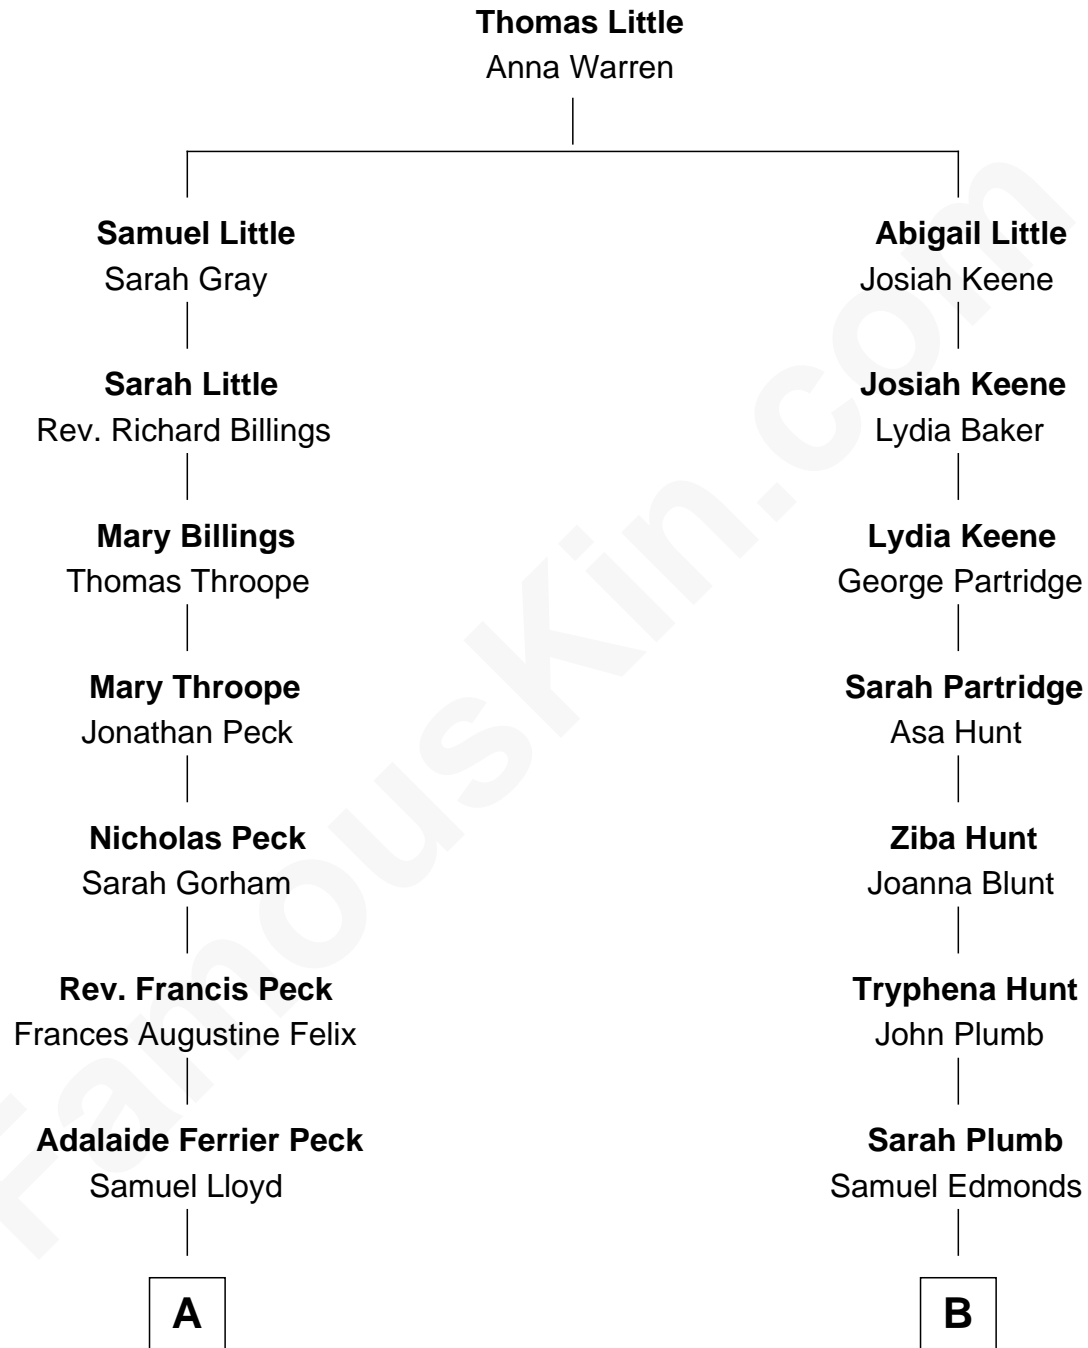 Thomas Little
Anna Warren
Samuel Little
Sarah Gray
Abigail Little
Josiah Keene
Sarah Little
Rev. Richard Billings
Josiah Keene
Lydia Baker
Mary Billings
Thomas Throope
Lydia Keene
George Partridge
Mary Throope
Jonathan Peck
Sarah Partridge
Asa Hunt
Nicholas Peck
Sarah Gorham
Ziba Hunt
Joanna Blunt
Rev. Francis Peck
Frances Augustine Felix
Tryphena Hunt
John Plumb
Adalaide Ferrier Peck
Samuel Lloyd
Sarah Plumb
Samuel Edmonds
A
B
FamousKin.com